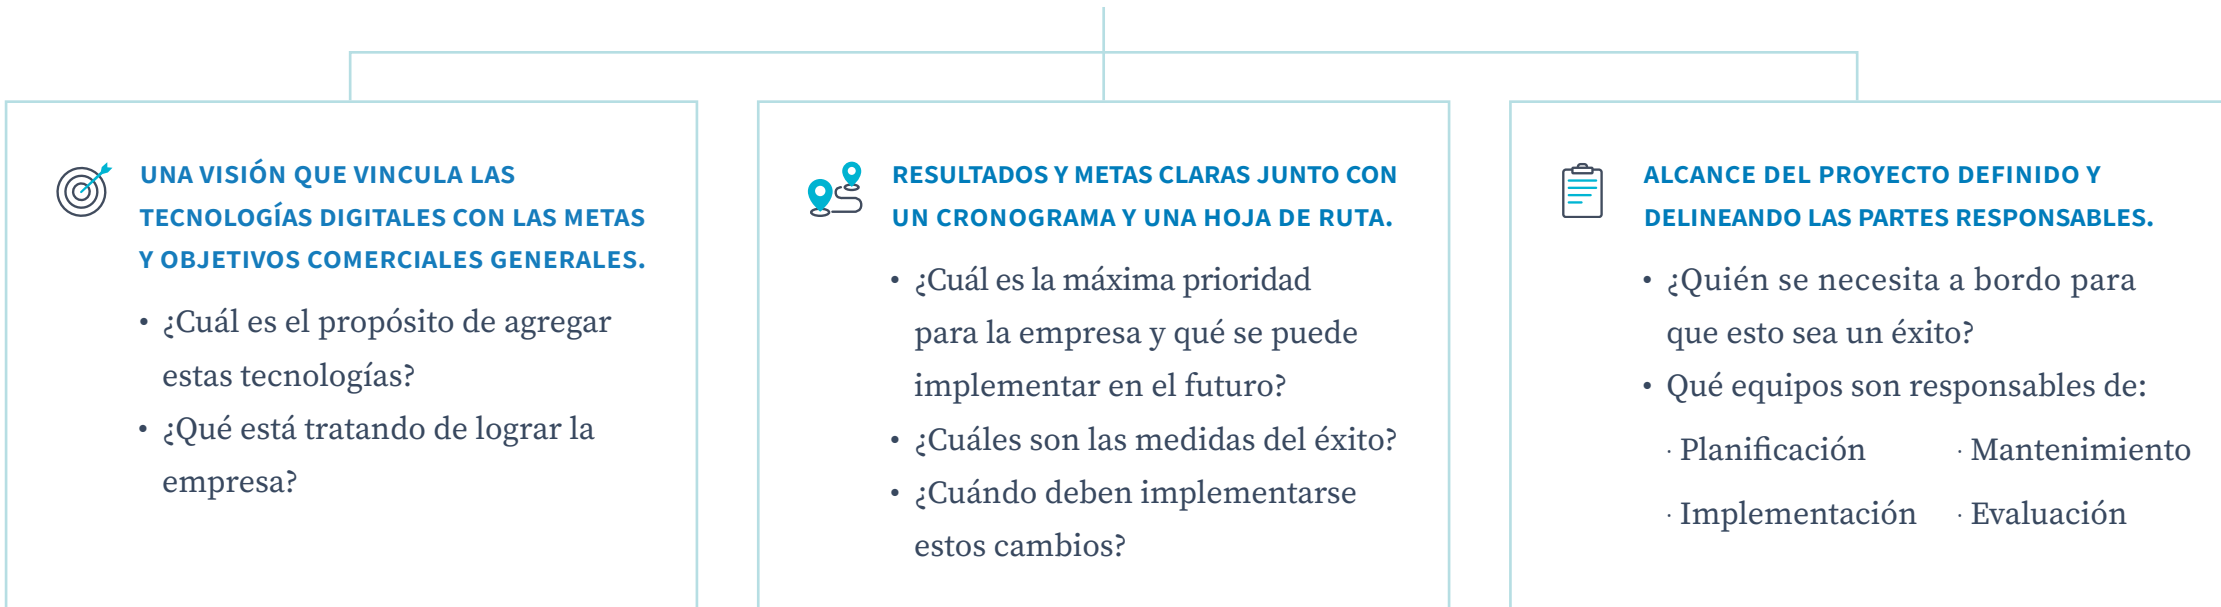 UNA VISIÓN QUE VINCULA LAS
TECNOLOGÍAS DIGITALES CON LAS METAS
Y OBJETIVOS COMERCIALES GENERALES.
• ¿Cuál es el propósito de agregar
estas tecnologías?
• ¿Qué está tratando de lograr la
empresa?
RESULTADOS Y METAS CLARAS JUNTO CON
UN CRONOGRAMA Y UNA HOJA DE RUTA.
• ¿Cuál es la máxima prioridad
para la empresa y qué se puede
implementar en el futuro?
• ¿Cuáles son las medidas del éxito?
• ¿Cuándo deben implementarse
estos cambios?
ALCANCE DEL PROYECTO DEFINIDO Y
DELINEANDO LAS PARTES RESPONSABLES.
• ¿Quién se necesita a bordo para
que esto sea un éxito?
• Qué equipos son responsables de:
· Planificación · Mantenimiento
· Implementación · Evaluación